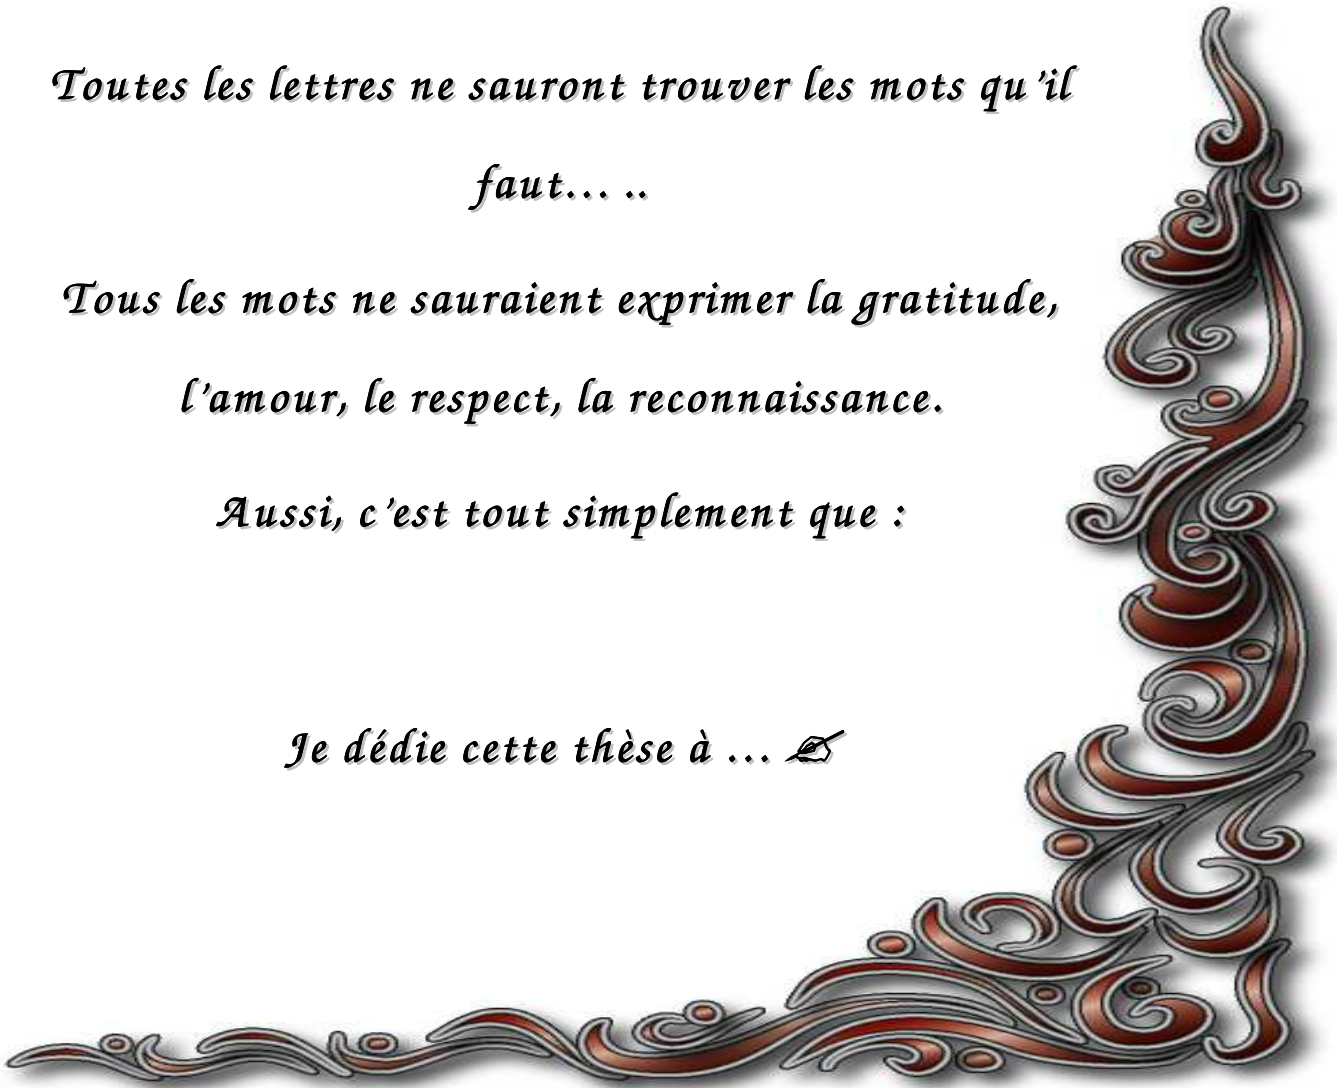 Toutes les lettres ne sauront trouver les mots qu’il
faut… ..
Tous les mots ne sauraient exprimer la gratitude,
l’amour, le respect, la reconnaissance.
Aussi, c’est tout simplement que :
Je dédie cette thèse à … ✍